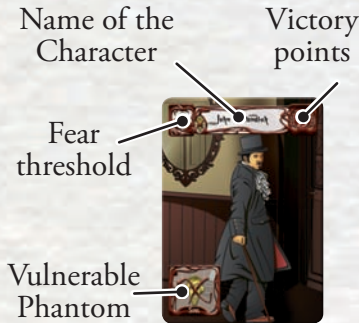 Name of the
Character
Victory
points
Fear
threshold
Vulnerable
Phantom